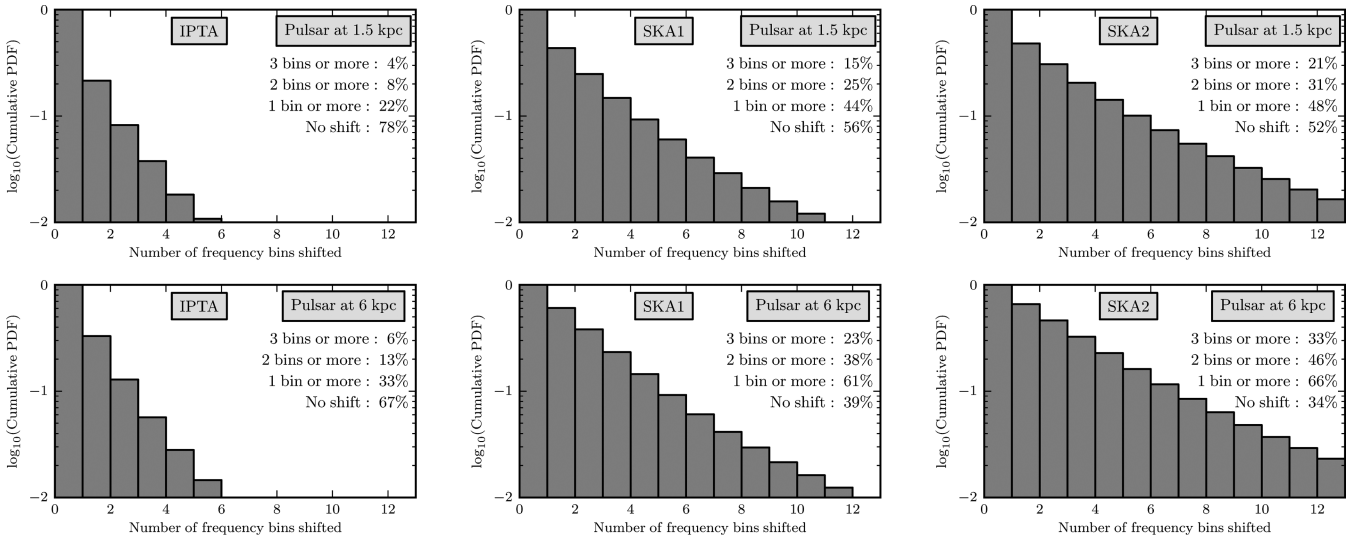 IPTA
Pulsar at 1.5 kpc
3 bins or more : 4%
2 bins or more : 8%
1 bin or more : 22%
No shift : 78%
log10(Cumulative PDF)
0
−1
−2
0 2 4 6 8 10 12
Number of frequency bins shifted
SKA1
Pulsar at 1.5 kpc
3 bins or more : 15%
2 bins or more : 25%
1 bin or more : 44%
No shift : 56%
log10(Cumulative PDF)
0
−1
−2
0 2 4 6 8 10 12
Number of frequency bins shifted
SKA2
Pulsar at 1.5 kpc
3 bins or more : 21%
2 bins or more : 31%
1 bin or more : 48%
No shift : 52%
log10(Cumulative PDF)
0
−1
−2
0 2 4 6 8 10 12
Number of frequency bins shifted
IPTA
Pulsar at 6 kpc
3 bins or more : 6%
2 bins or more : 13%
1 bin or more : 33%
No shift : 67%
log10(Cumulative PDF)
0
−1
−2
0 2 4 6 8 10 12
Number of frequency bins shifted
SKA1
Pulsar at 6 kpc
3 bins or more : 23%
2 bins or more : 38%
1 bin or more : 61%
No shift : 39%
log10(Cumulative PDF)
0
−1
−2
0 2 4 6 8 10 12
Number of frequency bins shifted
SKA2
Pulsar at 6 kpc
3 bins or more : 33%
2 bins or more : 46%
1 bin or more : 66%
No shift : 34%
log10(Cumulative PDF)
0
−1
−2
0 2 4 6 8 10 12
Number of frequency bins shifted